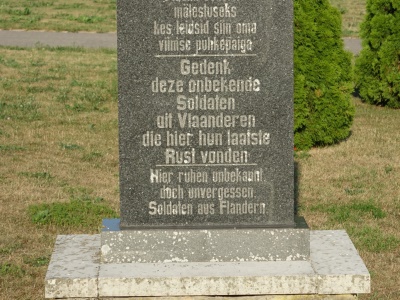 mälestuseks
kes leidsid siin oma
viimse puhkepaiga
Gedenk
deze onbekende
Soldaten
uit Vlaanderen
die hier hun laatste
Rust vonden
Hier ruhen unbekannt
doch unvergessen
Soldaten aus Flandern